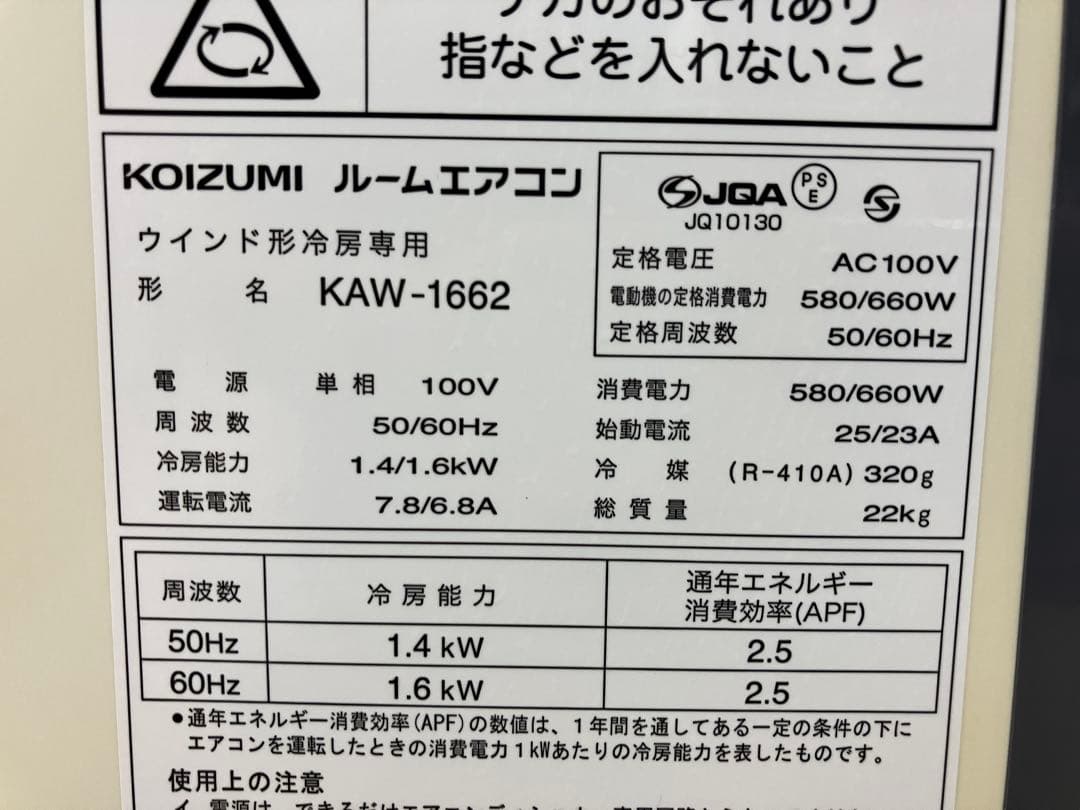 指などを入れないこと
KOIZUMI ルームエアコン
ウインド形冷房専用
形名 KAW-1662
JQA PSE
JQ10130
定格電圧 AC100V
電動機の定格消費電力 580/660W
定格周波数 50/60Hz
電源 単相 100V
周波数 50/60Hz
冷房能力 1.4/1.6kW
運転電流 7.8/6.8A
消費電力 580/660W
始動電流 25/23A
冷媒 (R-410A) 320g
総質量 22kg
周波数 冷房能力 通年エネルギー
消費効率(APF)
50Hz 1.4 kW 2.5
60Hz 1.6 kW 2.5
●通年エネルギー消費効率(APF)の数値は、1年間を通してある一定の条件の下に
エアコンを運転したときの消費電力1kWあたりの冷房能力を表したものです。
使用上の注意